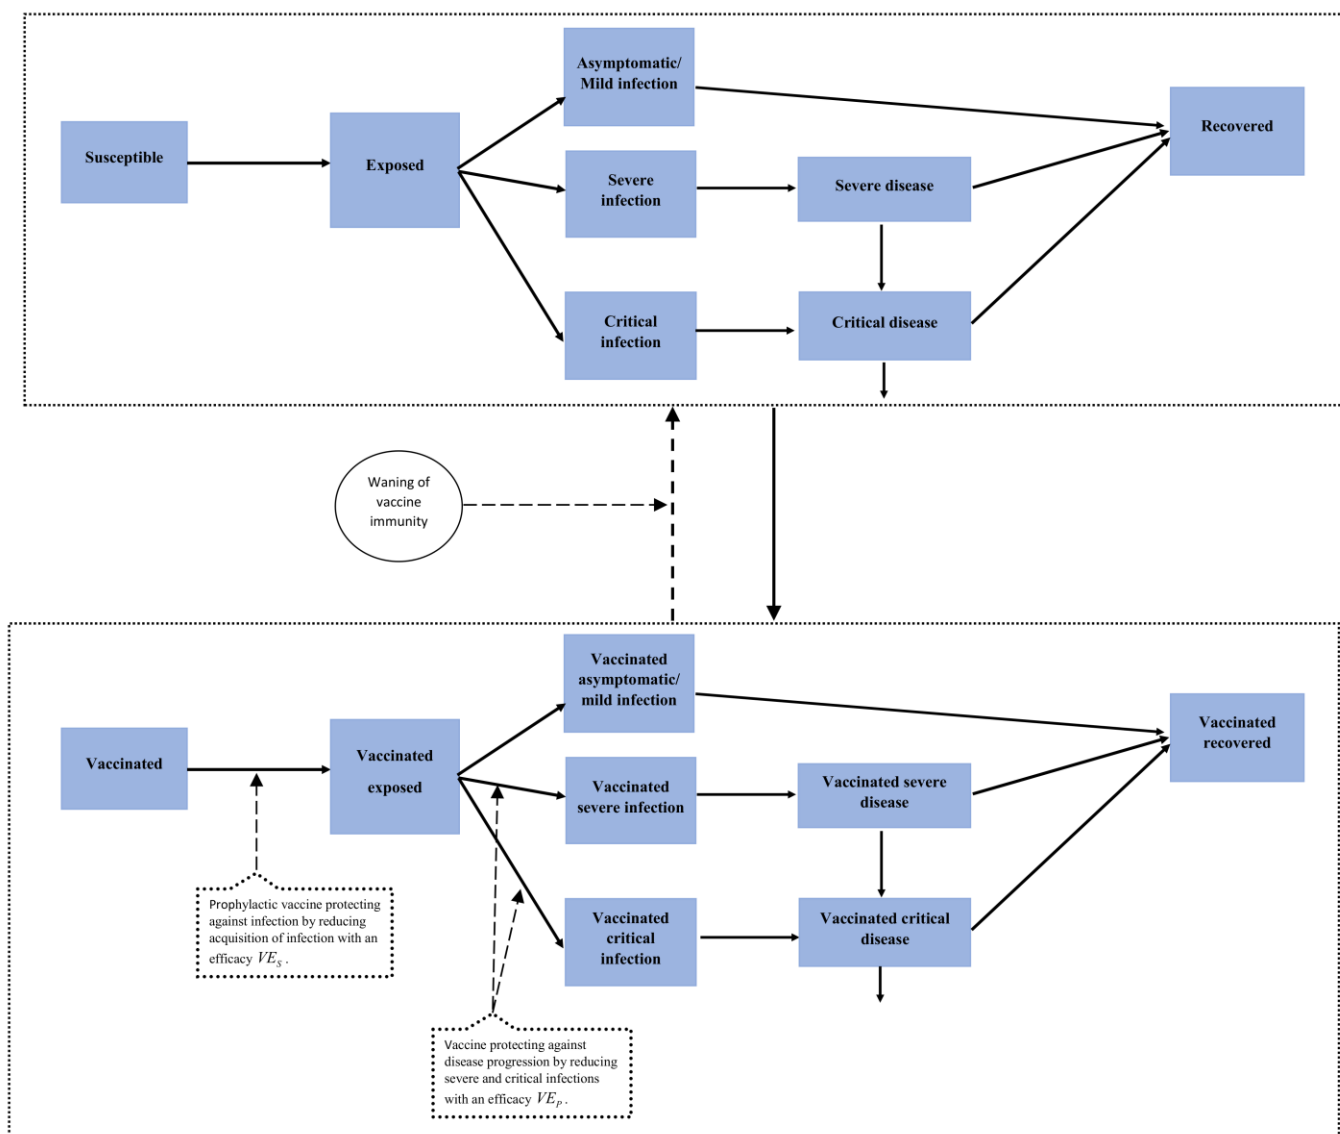 Asymptomatic/
Mild infection
Susceptible
Exposed
Recovered
Severe
infection
Severe disease
Critical
infection
Critical disease
Waning of
vaccine
immunity
Vaccinated
asymptomatic/
mild infection
Vaccinated
Vaccinated
exposed
Vaccinated
recovered
Vaccinated
severe infection
Vaccinated severe
disease
Vaccinated
critical
infection
Vaccinated critical
disease
Prophylactic vaccine protecting
against infection by reducing
acquisition of infection with an
efficacy VE_S .
Vaccine protecting against
disease progression by reducing
severe and critical infections
with an efficacy VE_P .